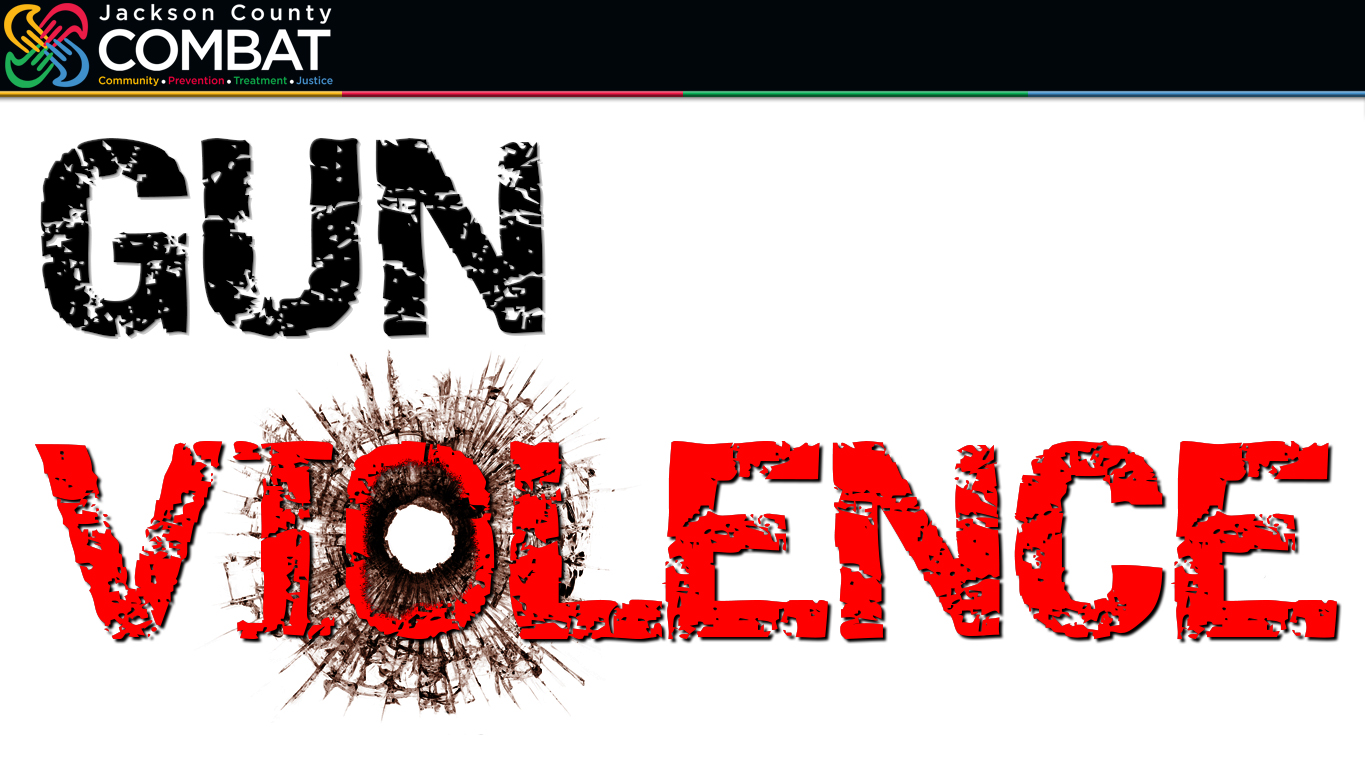 Jackson County
COMBAT
Community • Prevention • Treatment • Justice
GUN
VIOLENCE